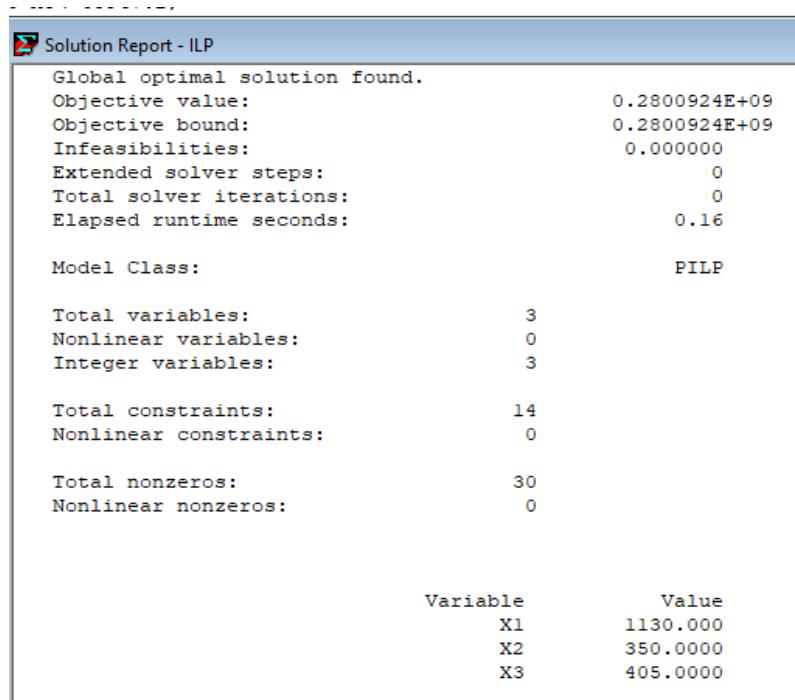 Solution Report - ILP
Global optimal solution found.
Objective value: 0.2800924E+09
Objective bound: 0.2800924E+09
Infeasibilities: 0.000000
Extended solver steps: 0
Total solver iterations: 0
Elapsed runtime seconds: 0.16
Model Class: PILP
Total variables: 3
Nonlinear variables: 0
Integer variables: 3
Total constraints: 14
Nonlinear constraints: 0
Total nonzeros: 30
Nonlinear nonzeros: 0
Variable Value
X1 1130.000
X2 350.0000
X3 405.0000